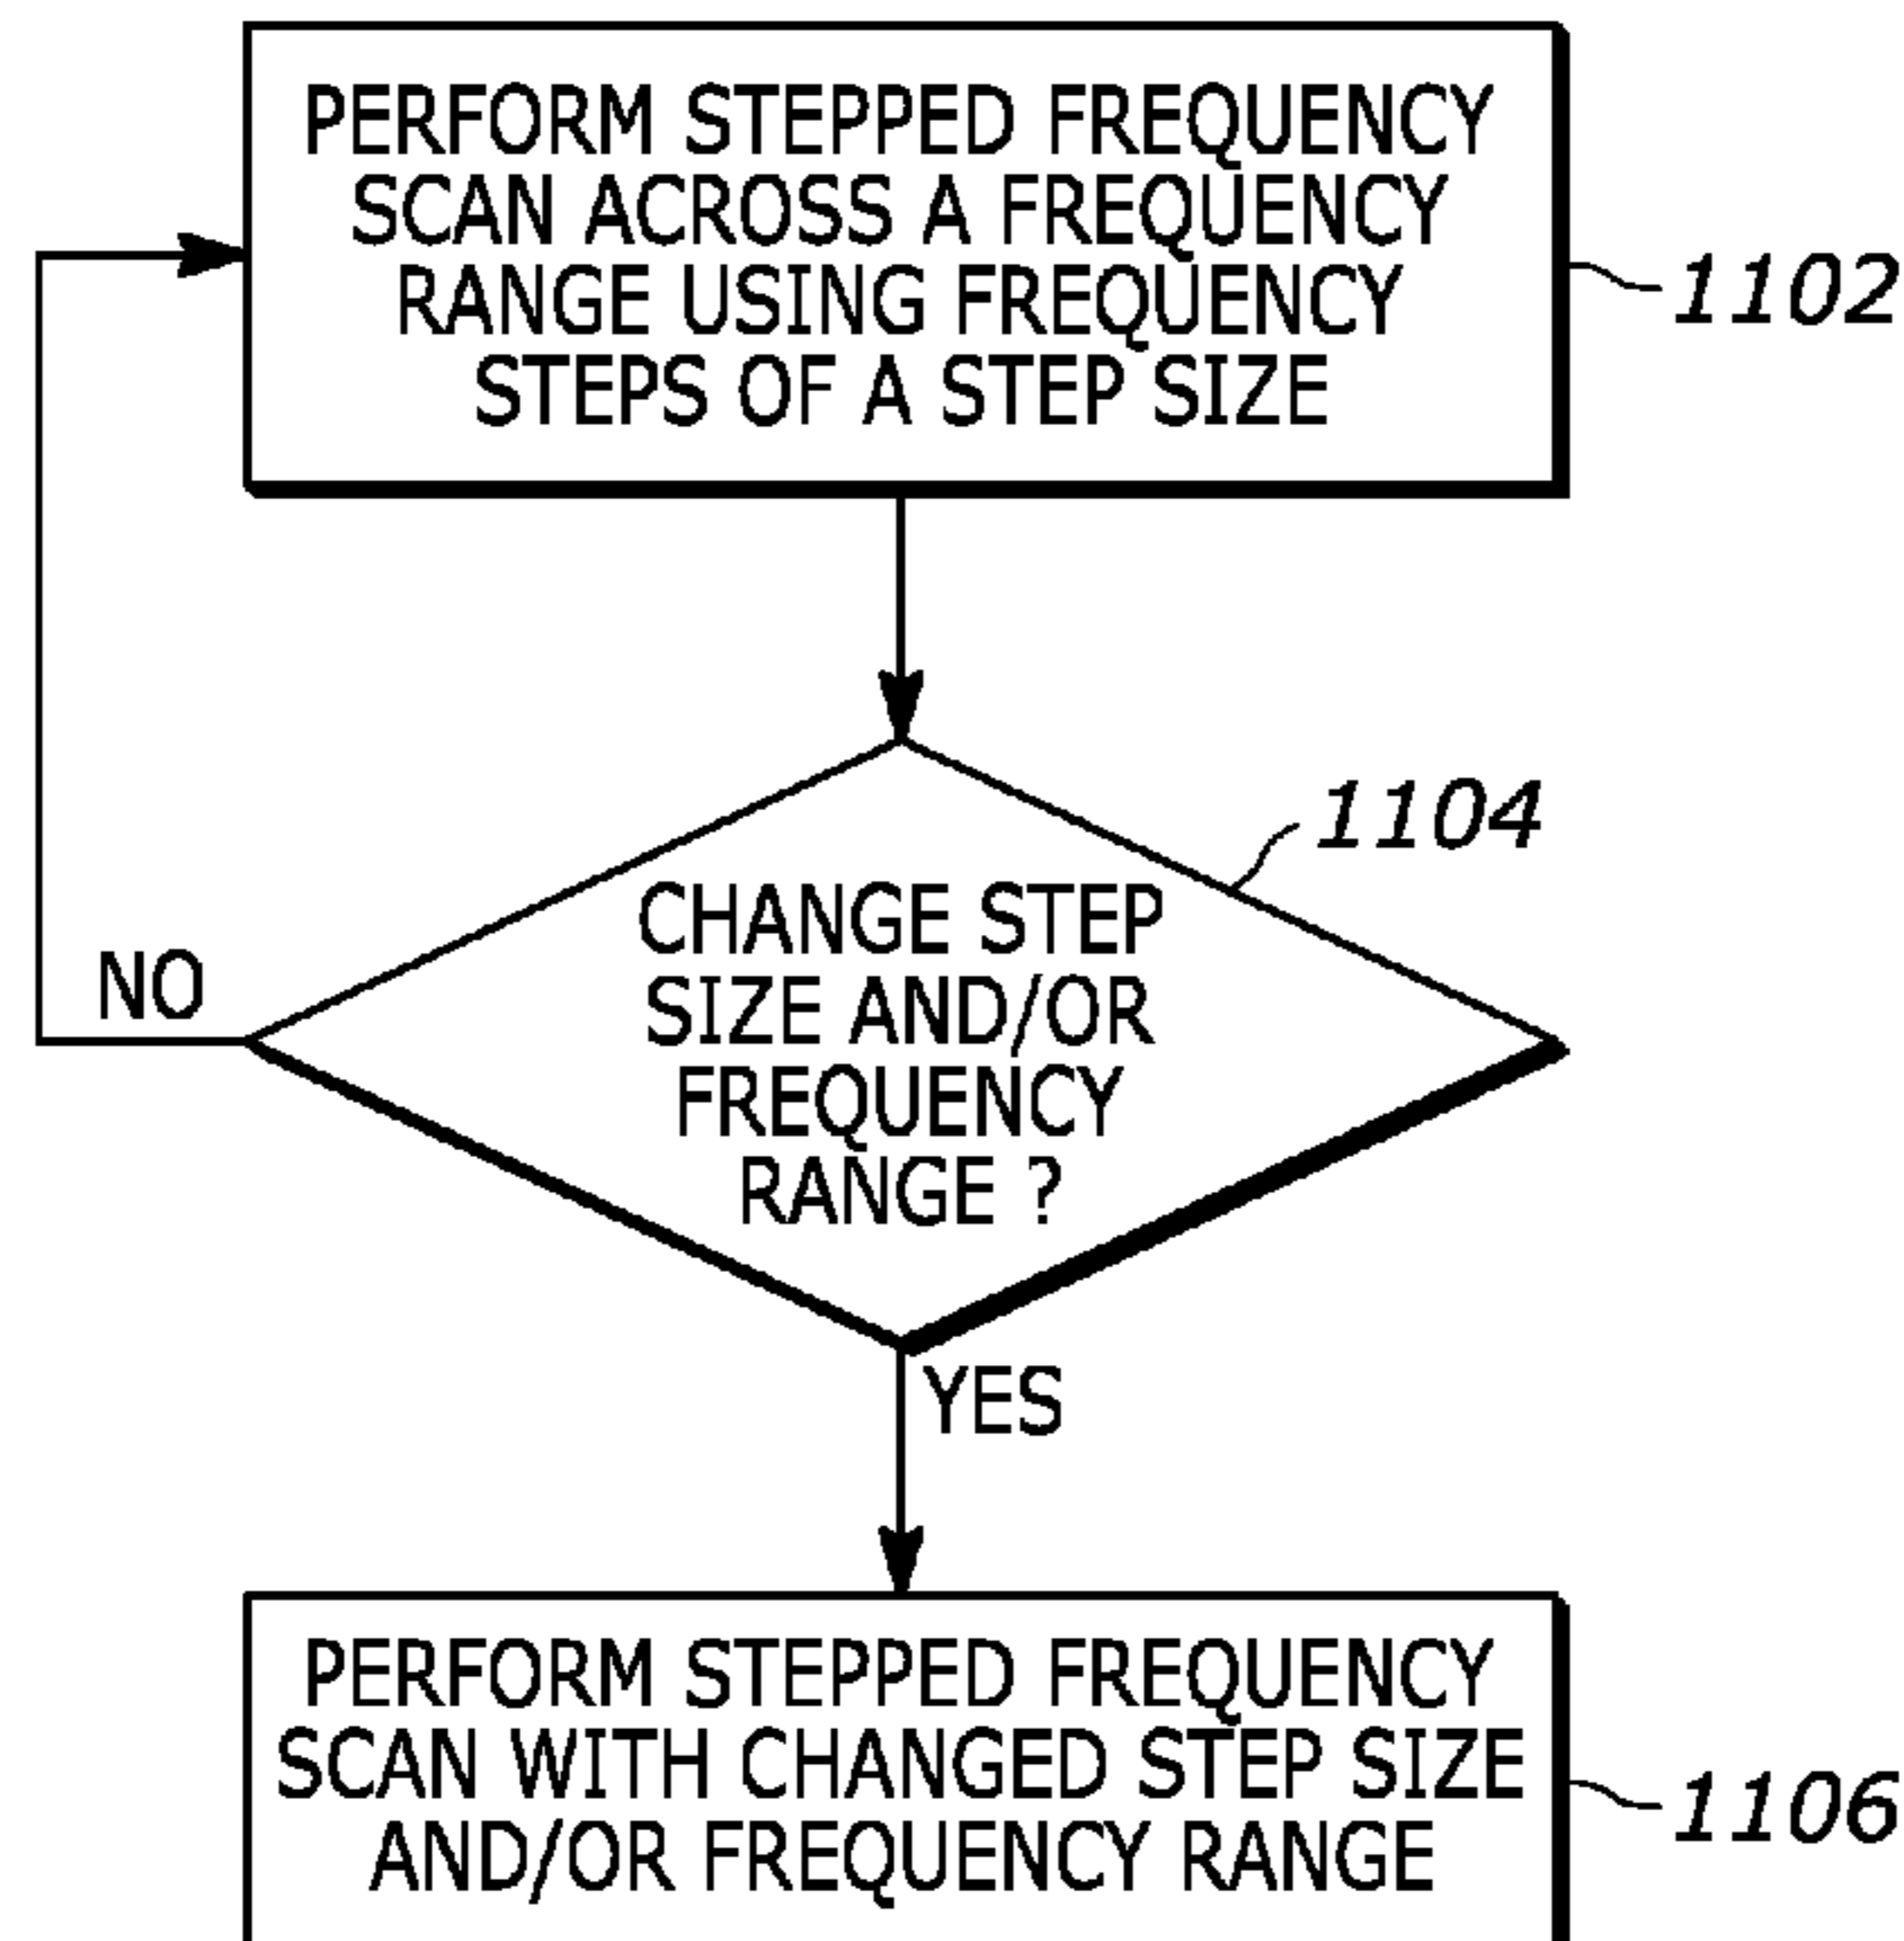 PERFORM STEPPED FREQUENCY
SCAN ACROSS A FREQUENCY
RANGE USING FREQUENCY
STEPS OF A STEP SIZE
1102
1104
CHANGE STEP
SIZE AND/OR
FREQUENCY
RANGE ?
NO
YES
PERFORM STEPPED FREQUENCY
SCAN WITH CHANGED STEP SIZE
AND/OR FREQUENCY RANGE
1106